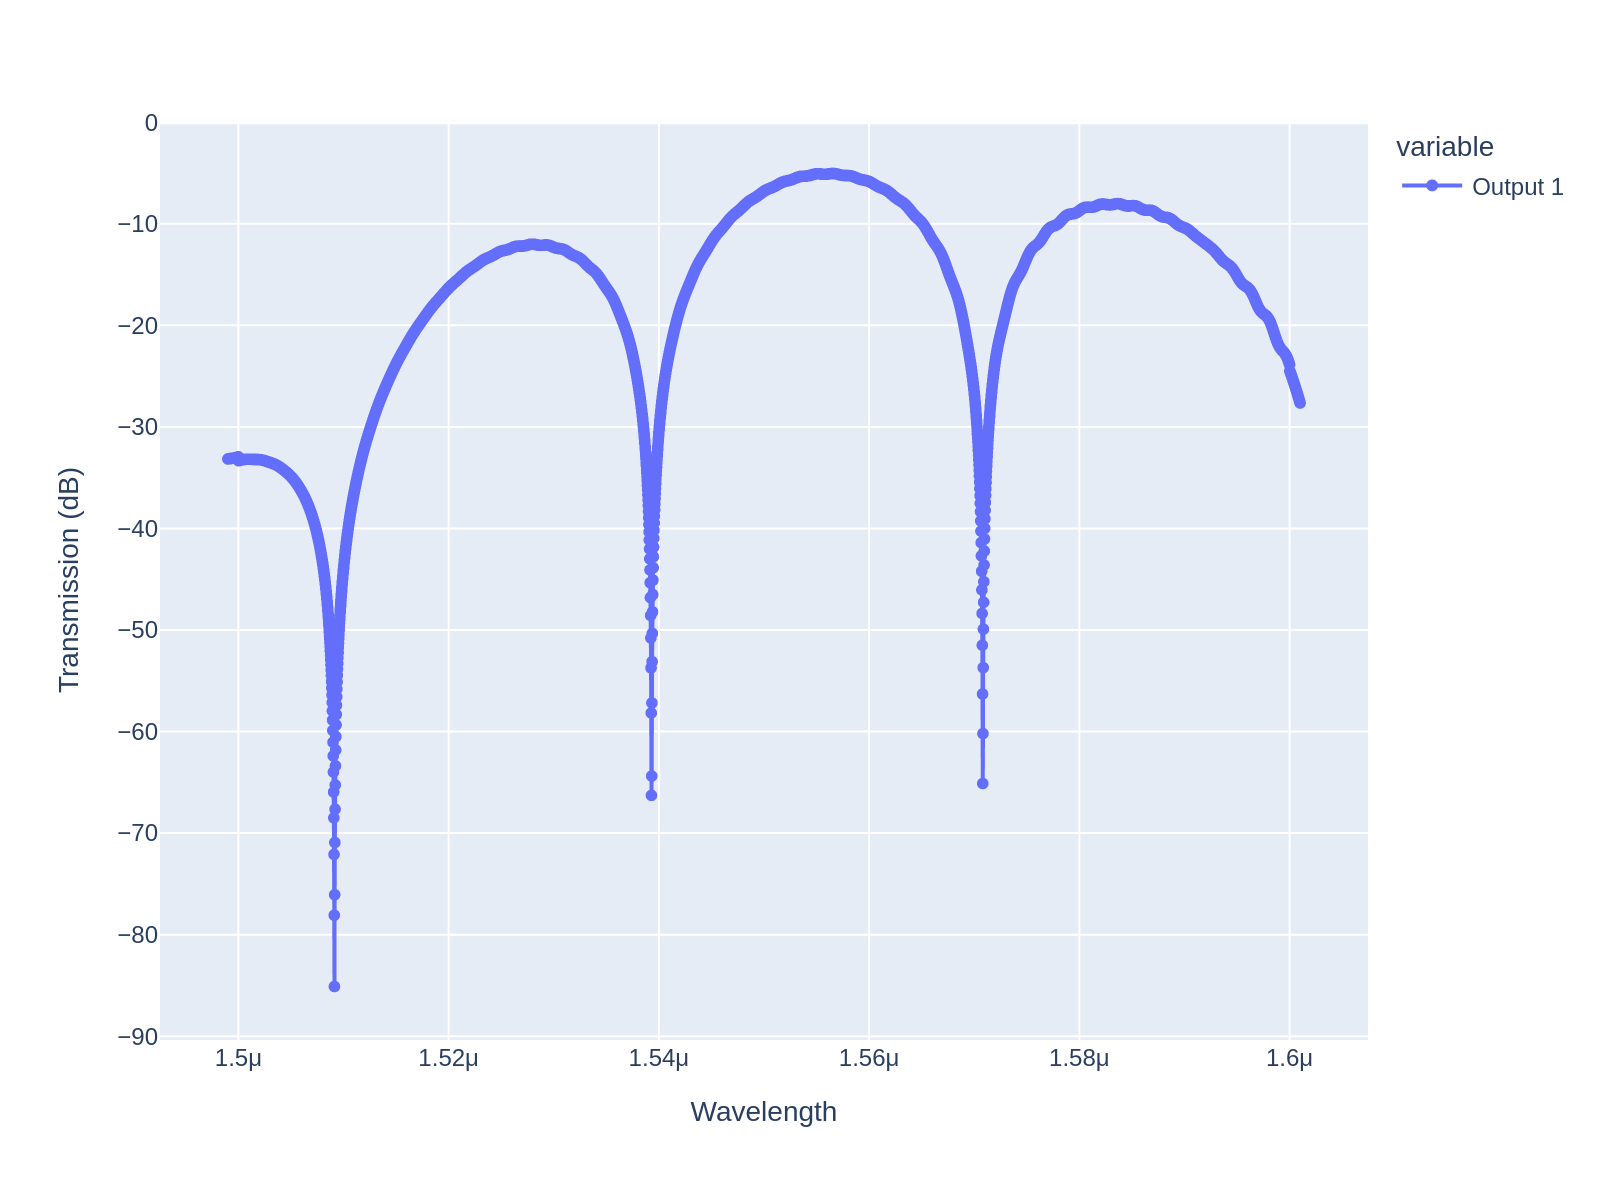 variable
Output 1
Transmission (dB)
0
−10
−20
−30
−40
−50
−60
−70
−80
−90
1.5μ 1.52μ 1.54μ 1.56μ 1.58μ 1.6μ
Wavelength